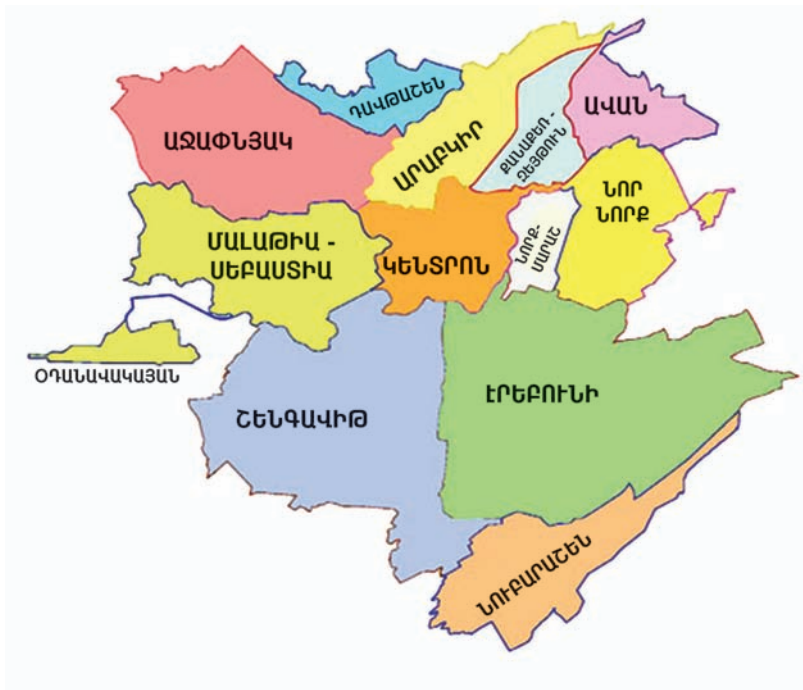 ԴԱՎԹԱՇԵՆ
ԱՎԱՆ
ԱՋԱՓՆՅԱԿ
ԱՐԱԲԿԻՐ
ՔԱՆԱՔԵՌ -
ԶԵՅԹՈՒՆ
ՆՈՐ
ՆՈՐՔ
ՄԱԼԱԹԻԱ -
ՍԵԲԱՍՏԻԱ
ԿԵՆՏՐՈՆ
ՆՈՐՔ-
ՄԱՐԱՇ
ՕԴԱՆԱՎԱԿԱՅԱՆ
ՇԵՆԳԱՎԻԹ
ԷՐԵԲՈՒՆԻ
ՆՈՒԲԱՐԱՇԵՆ